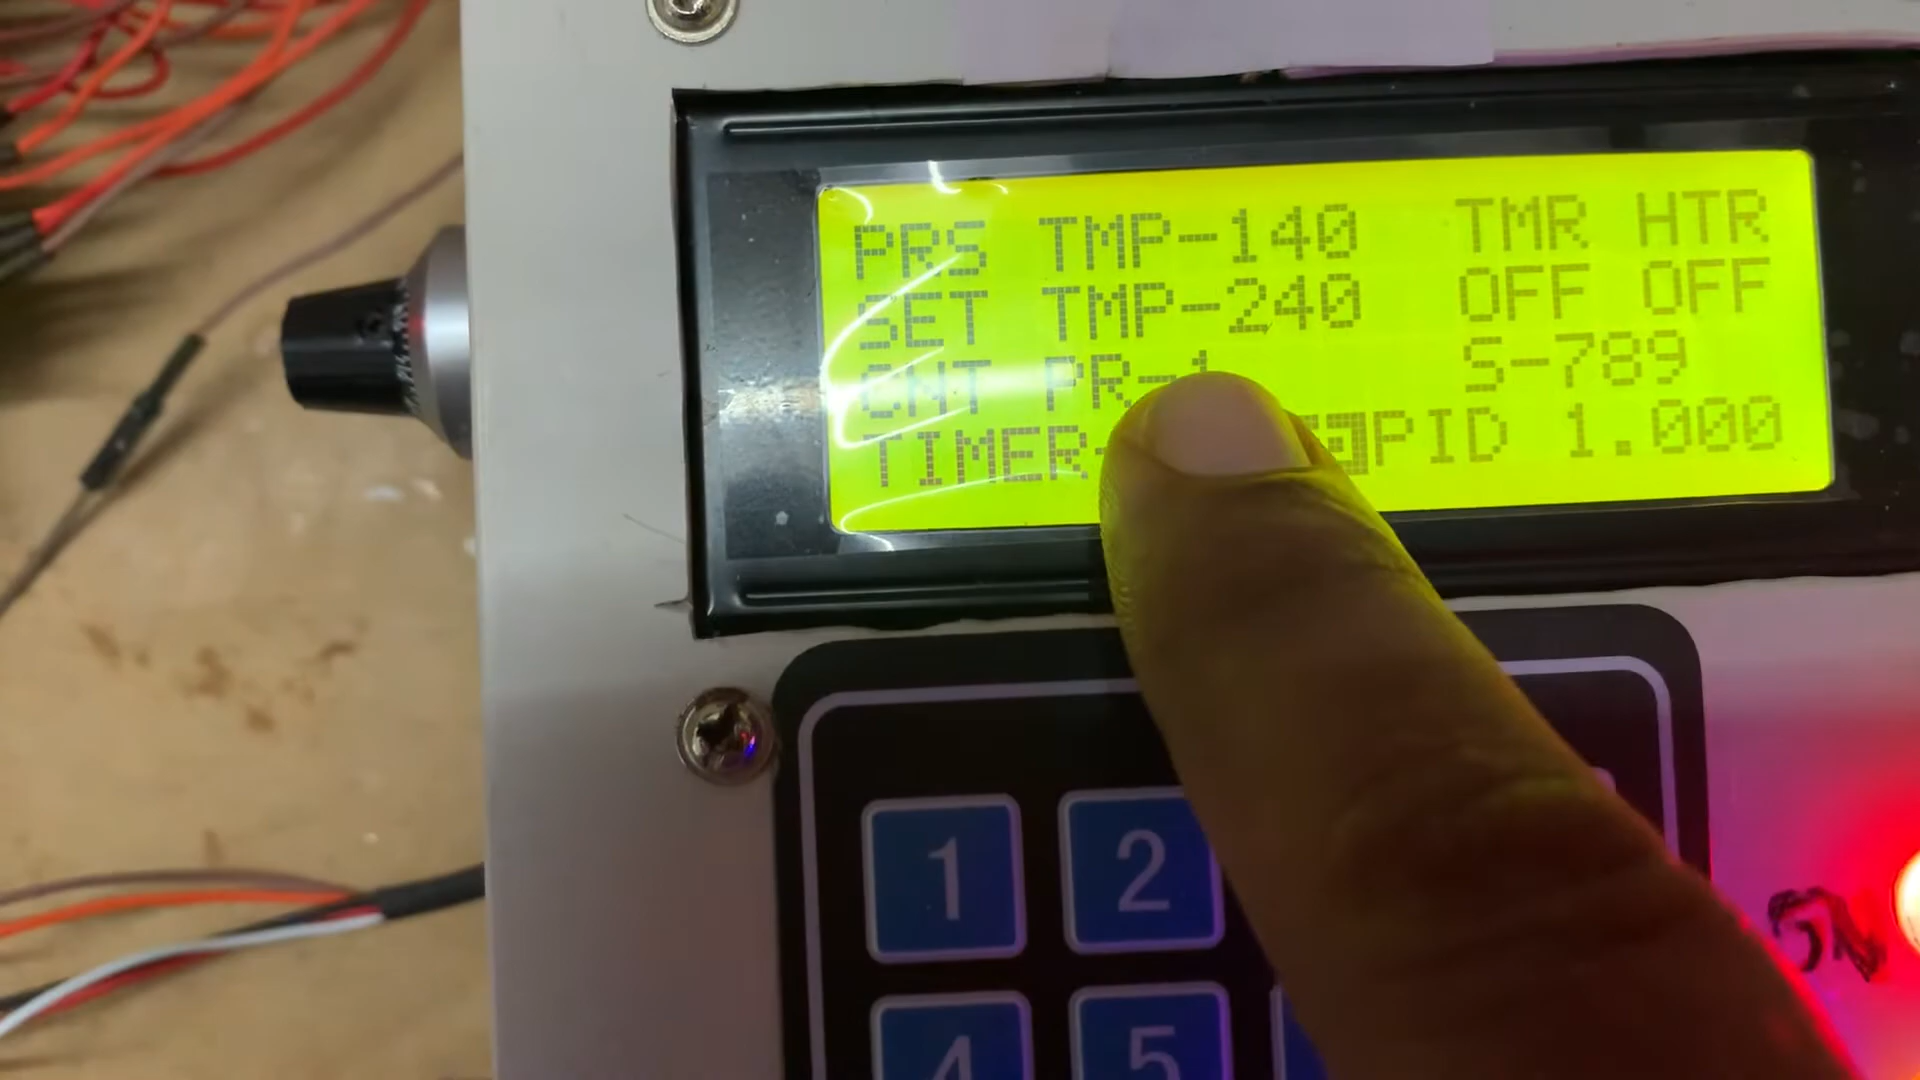 PRS TMP-140 TMR HTR
SET TMP-240 OFF OFF
CNT PR-1 S-789
TIMER- PID 1.000
1 2
4 5